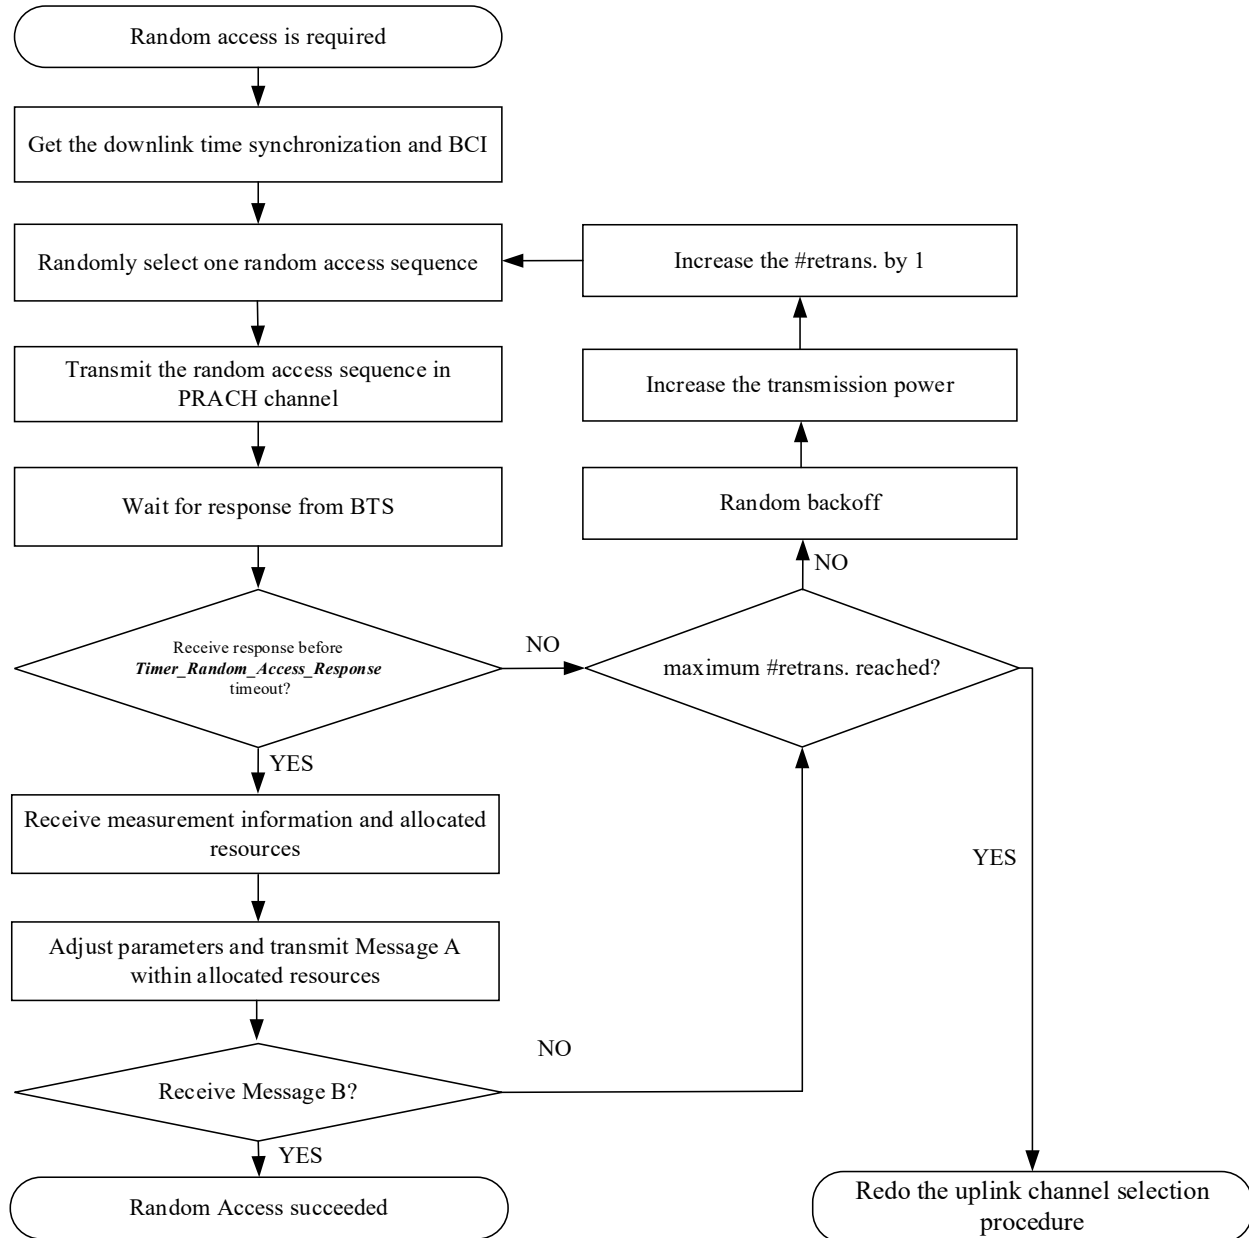 Random access is required
Get the downlink time synchronization and BCI
Randomly select one random access sequence
Increase the #retrans. by 1
Transmit the random access sequence in
PRACH channel
Increase the transmission power
Wait for response from BTS
Random backoff
NO
Receive response before
Timer_Random_Access_Response
timeout?
NO
maximum #retrans. reached?
YES
Receive measurement information and allocated
resources
YES
Adjust parameters and transmit Message A
within allocated resources
NO
Receive Message B?
YES
Random Access succeeded
Redo the uplink channel selection
procedure